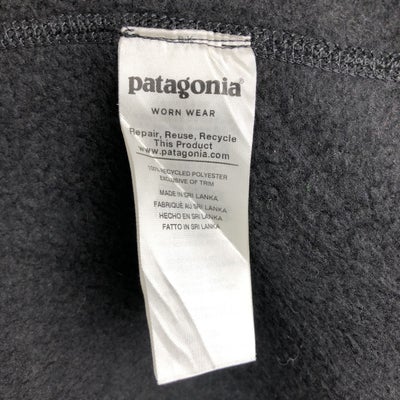 patagonia®
WORN WEAR
Repair, Reuse, Recycle
This Product
www.patagonia.com
100% RECYCLED POLYESTER
EXCLUSIVE OF TRIM
MADE IN SRI LANKA
FABRIQUÉ AU SRI LANKA
HECHO EN SRI LANKA
FATTO IN SRI LANKA